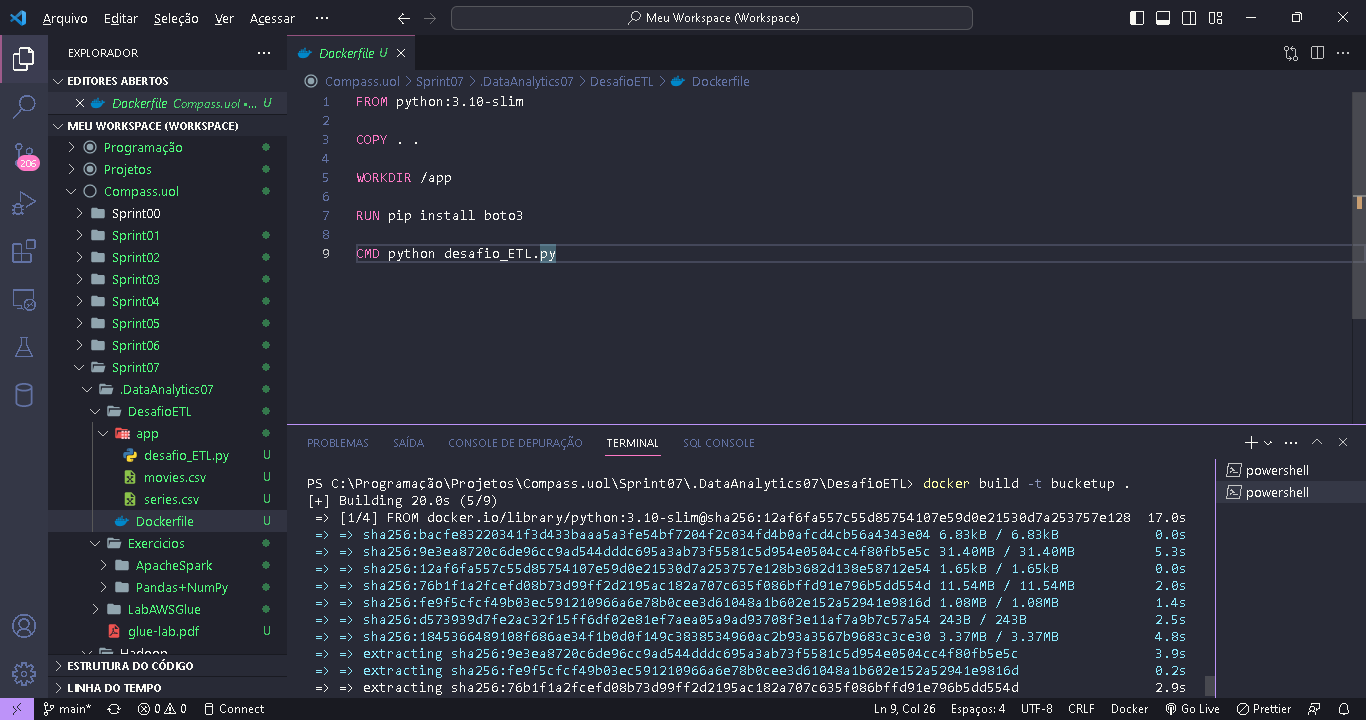 Arquivo Editar Seleção Ver Acessar ··· Meu Workspace (Workspace)
EXPLORADOR ···
EDITORES ABERTOS
Dockerfile Compass.uol •... U
MEU WORKSPACE (WORKSPACE)
Programação
Projetos
Compass.uol
Sprint00
Sprint01
Sprint02
Sprint03
Sprint04
Sprint05
Sprint06
Sprint07
.DataAnalytics07
DesafioETL
app
desafio_ETL.py U
movies.csv U
series.csv U
Dockerfile U
Exercicios
ApacheSpark
Pandas+NumPy
LabAWSGlue
glue-lab.pdf U
Hadoop
ESTRUTURA DO CÓDIGO
LINHA DO TEMPO
206
Dockerfile U
Compass.uol > Sprint07 > .DataAnalytics07 > DesafioETL > Dockerfile
1 FROM python:3.10-slim
2
3 COPY . .
4
5 WORKDIR /app
6
7 RUN pip install boto3
8
9 CMD python desafio_ETL.py
PROBLEMAS SAÍDA CONSOLE DE DEPURAÇÃO TERMINAL SQL CONSOLE
powershell
powershell
PS C:\Programação\Projetos\Compass.uol\Sprint07\.DataAnalytics07\DesafioETL> docker build -t bucketup .
[+] Building 20.0s (5/9)
=> [1/4] FROM docker.io/library/python:3.10-slim@sha256:12af6fa557c55d85754107e59d0e21530d7a253757e128 17.0s
=> => sha256:bacfe83220341f3d433baaa5a3fe54bf7204f2c034fd4b0afcd4cb56a4343e04 6.83kB / 6.83kB 0.0s
=> => sha256:9e3ea8720c6de96cc9ad544dddc695a3ab73f5581c5d954e0504cc4f80fb5e5c 31.40MB / 31.40MB 5.3s
=> => sha256:12af6fa557c55d85754107e59d0e21530d7a253757e128b3682d138e58712e54 1.65kB / 1.65kB 0.0s
=> => sha256:76b1f1a2fcefd08b73d99ff2d2195ac182a707c635f086bffd91e796b5dd554d 11.54MB / 11.54MB 2.0s
=> => sha256:fe9f5cfcf49b03ec591210966a6e78b0cee3d61048a1b602e152a52941e9816d 1.08MB / 1.08MB 1.4s
=> => sha256:d573939d7fe2ac32f15ff6df02e81ef7aea05a9ad93708f3e11af7a9b7c57a54 243B / 243B 2.5s
=> => sha256:1845366489108f686ae34f1b0d0f149c3838534960ac2b93a3567b9683c3ce30 3.37MB / 3.37MB 4.8s
=> => extracting sha256:9e3ea8720c6de96cc9ad544dddc695a3ab73f5581c5d954e0504cc4f80fb5e5c 3.9s
=> => extracting sha256:fe9f5cfcf49b03ec591210966a6e78b0cee3d61048a1b602e152a52941e9816d 0.2s
=> => extracting sha256:76b1f1a2fcefd08b73d99ff2d2195ac182a707c635f086bffd91e796b5dd554d 2.9s
main* 0 0 Connect Ln 9, Col 26 Espaços: 4 UTF-8 CRLF Docker Go Live Prettier